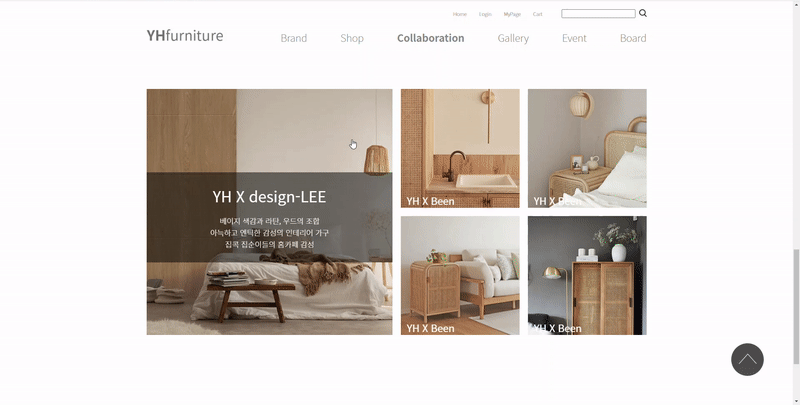 Home Login MyPage Cart
YHfurniture
Brand Shop Collaboration Gallery Event Board
YH X design-LEE
베이지 색감과 라탄, 우드의 조합
아늑하고 엔틱한 감성의 인테리어 가구
집콕 집순이들의 홈카페 감성
YH X Been
YH X Been
YH X Been
YH X Been